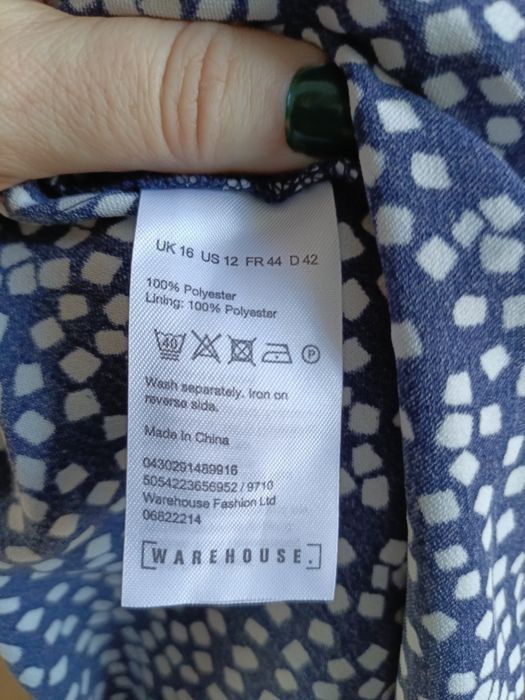 UK 16 US 12 FR 44 D 42
100% Polyester
Lining: 100% Polyester
40 P
Wash separately. Iron on
reverse side.
Made in China
0430291489916
5054223656952 / 9710
Warehouse Fashion Ltd
06822214
[WAREHOUSE.]